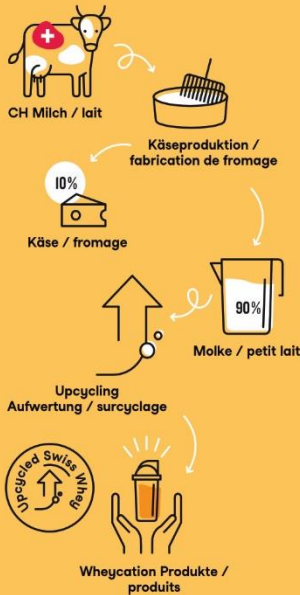 CH Milch / lait
Käseproduktion /
fabrication de fromage
10%
Käse / fromage
90%
Molke / petit lait
Upcycling
Aufwertung / surcyclage
Upcycled Swiss Whey
Wheycation Produkte /
produits